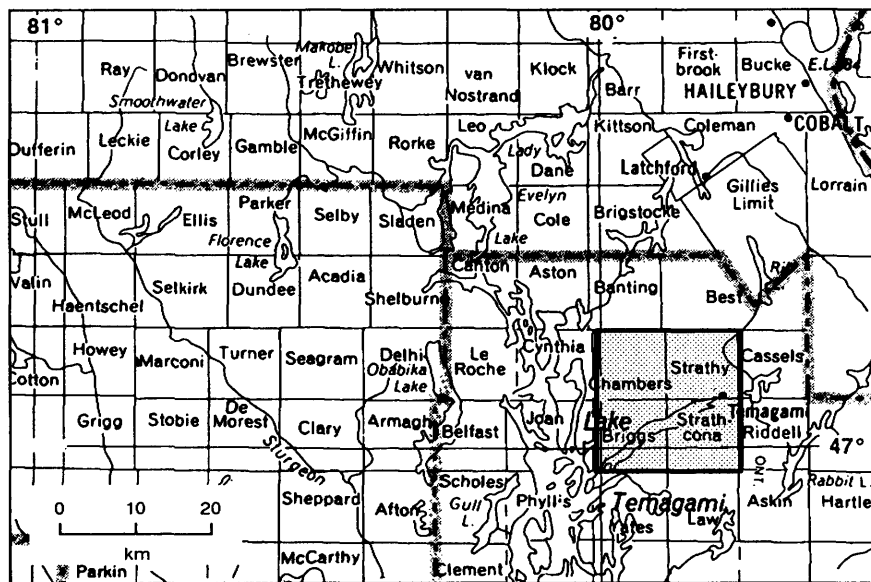 81°
80°
Ray
Donovan
Brewster
Makobe
L.
Trethewey
Whitson
van
Nostrand
Klock
Barr
First-
brook
Bucke
HAILEYBURY
Smoothwater
Lake
Dufferin
Leckie
Corley
Gamble
McGiffin
Rorke
Leo
Lady
Dane
Kittson
Coleman
COBALT
Latchford
Gillies
Limit
Lorrain
Stull
McLeod
Ellis
Parker
Florence
Lake
Selby
Sladen
Medina
Evelyn
Cole
Lake
Brigstocke
Valin
Haentschel
Selkirk
Dundee
Acadia
Shelburne
Canton
Aston
Banting
Best
R.
Howey
Cotton
Marconi
Turner
Seagram
Delhi
Obabika
Lake
Le
Roche
Cynthia
Chambers
Strathy
Cassels
Grigg
Stobie
De
Morest
Clary
Armagh
Belfast
Joan
Lake
Briggs
Strath-
cona
Temagami
Riddell
47°
Sturgeon
Sheppard
Afton
Scholes
Gull
L.
Phyllis
Temagami
Yates
Law
ONT.
Askin
Rabbit L.
Hartle
0 10 20
km
Parkin
McCarthy
Clement